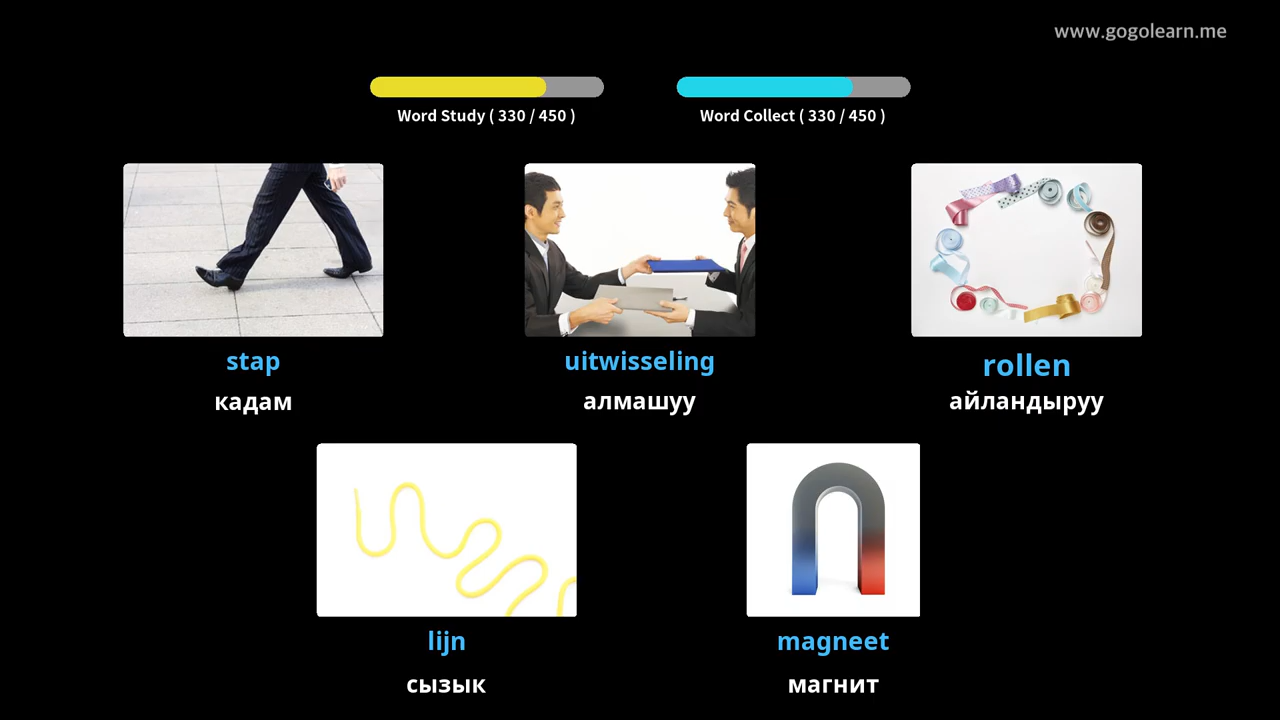 www.gogolearn.me
Word Study ( 330 / 450 )
Word Collect ( 330 / 450 )
stap
кадам
uitwisseling
алмашуу
rollen
айландыруу
lijn
сызык
magneet
магнит